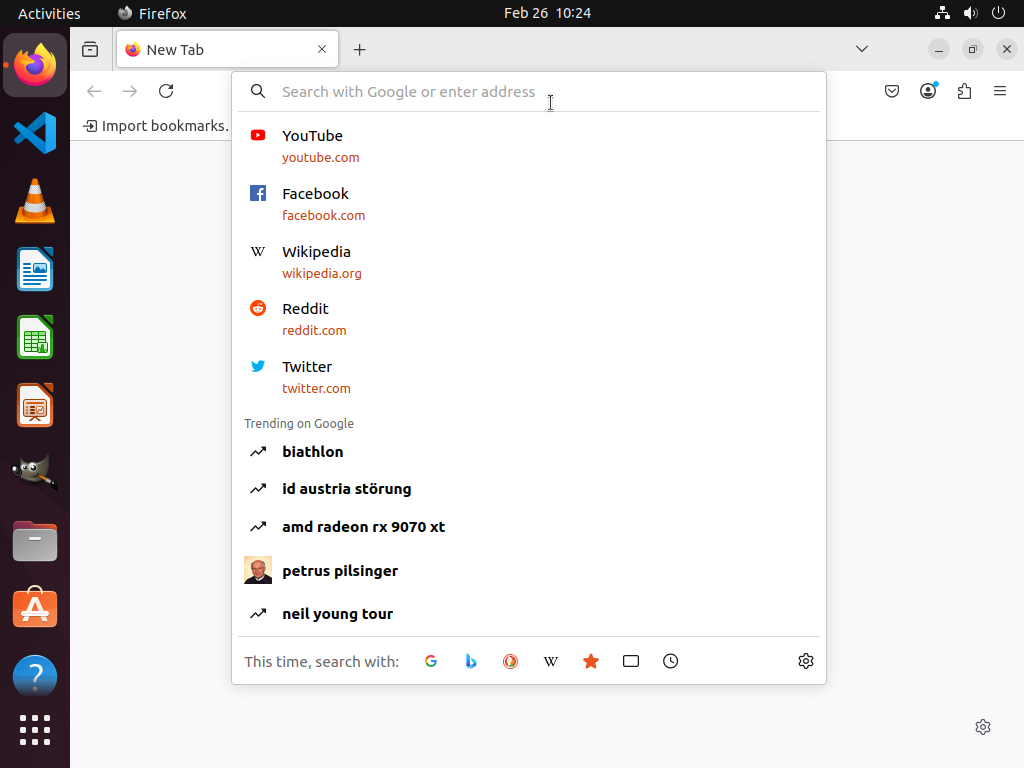 Activities
Firefox
Feb 26 10:24
New Tab
Search with Google or enter address
Import bookmarks.
YouTube
youtube.com
Facebook
facebook.com
W
Wikipedia
wikipedia.org
Reddit
reddit.com
Twitter
twitter.com
Trending on Google
biathlon
id austria störung
amd radeon rx 9070 xt
petrus pilsinger
neil young tour
This time, search with:
G
W